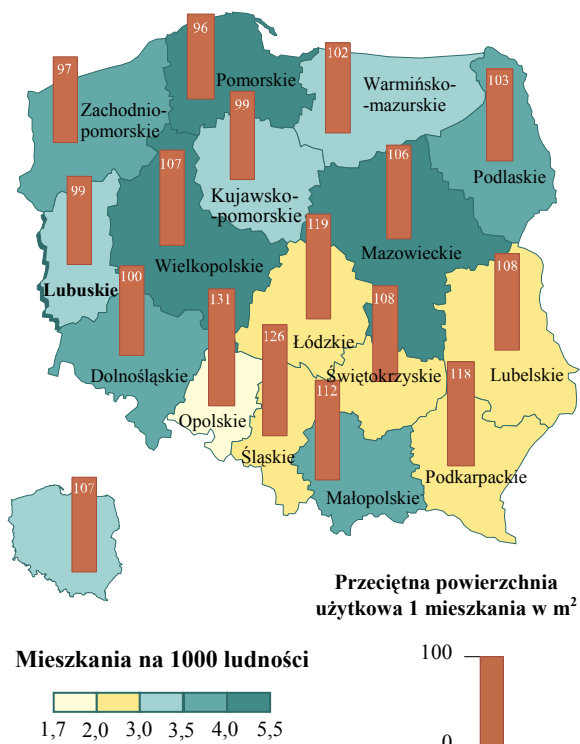 96
Pomorskie
97
Zachodnio-
pomorskie
102
Warmińsko-
-mazurskie
103
Podlaskie
99
Kujawsko-
-pomorskie
107
Wielkopolskie
106
Mazowieckie
99
Lubuskie
100
Dolnośląskie
119
Łódzkie
108
Świętokrzyskie
108
Lubelskie
131
Opolskie
126
Śląskie
112
Małopolskie
118
Podkarpackie
107
Przeciętna powierzchnia
użytkowa 1 mieszkania w m²
100
0
Mieszkania na 1000 ludności
1,7 2,0 3,0 3,5 4,0 5,5